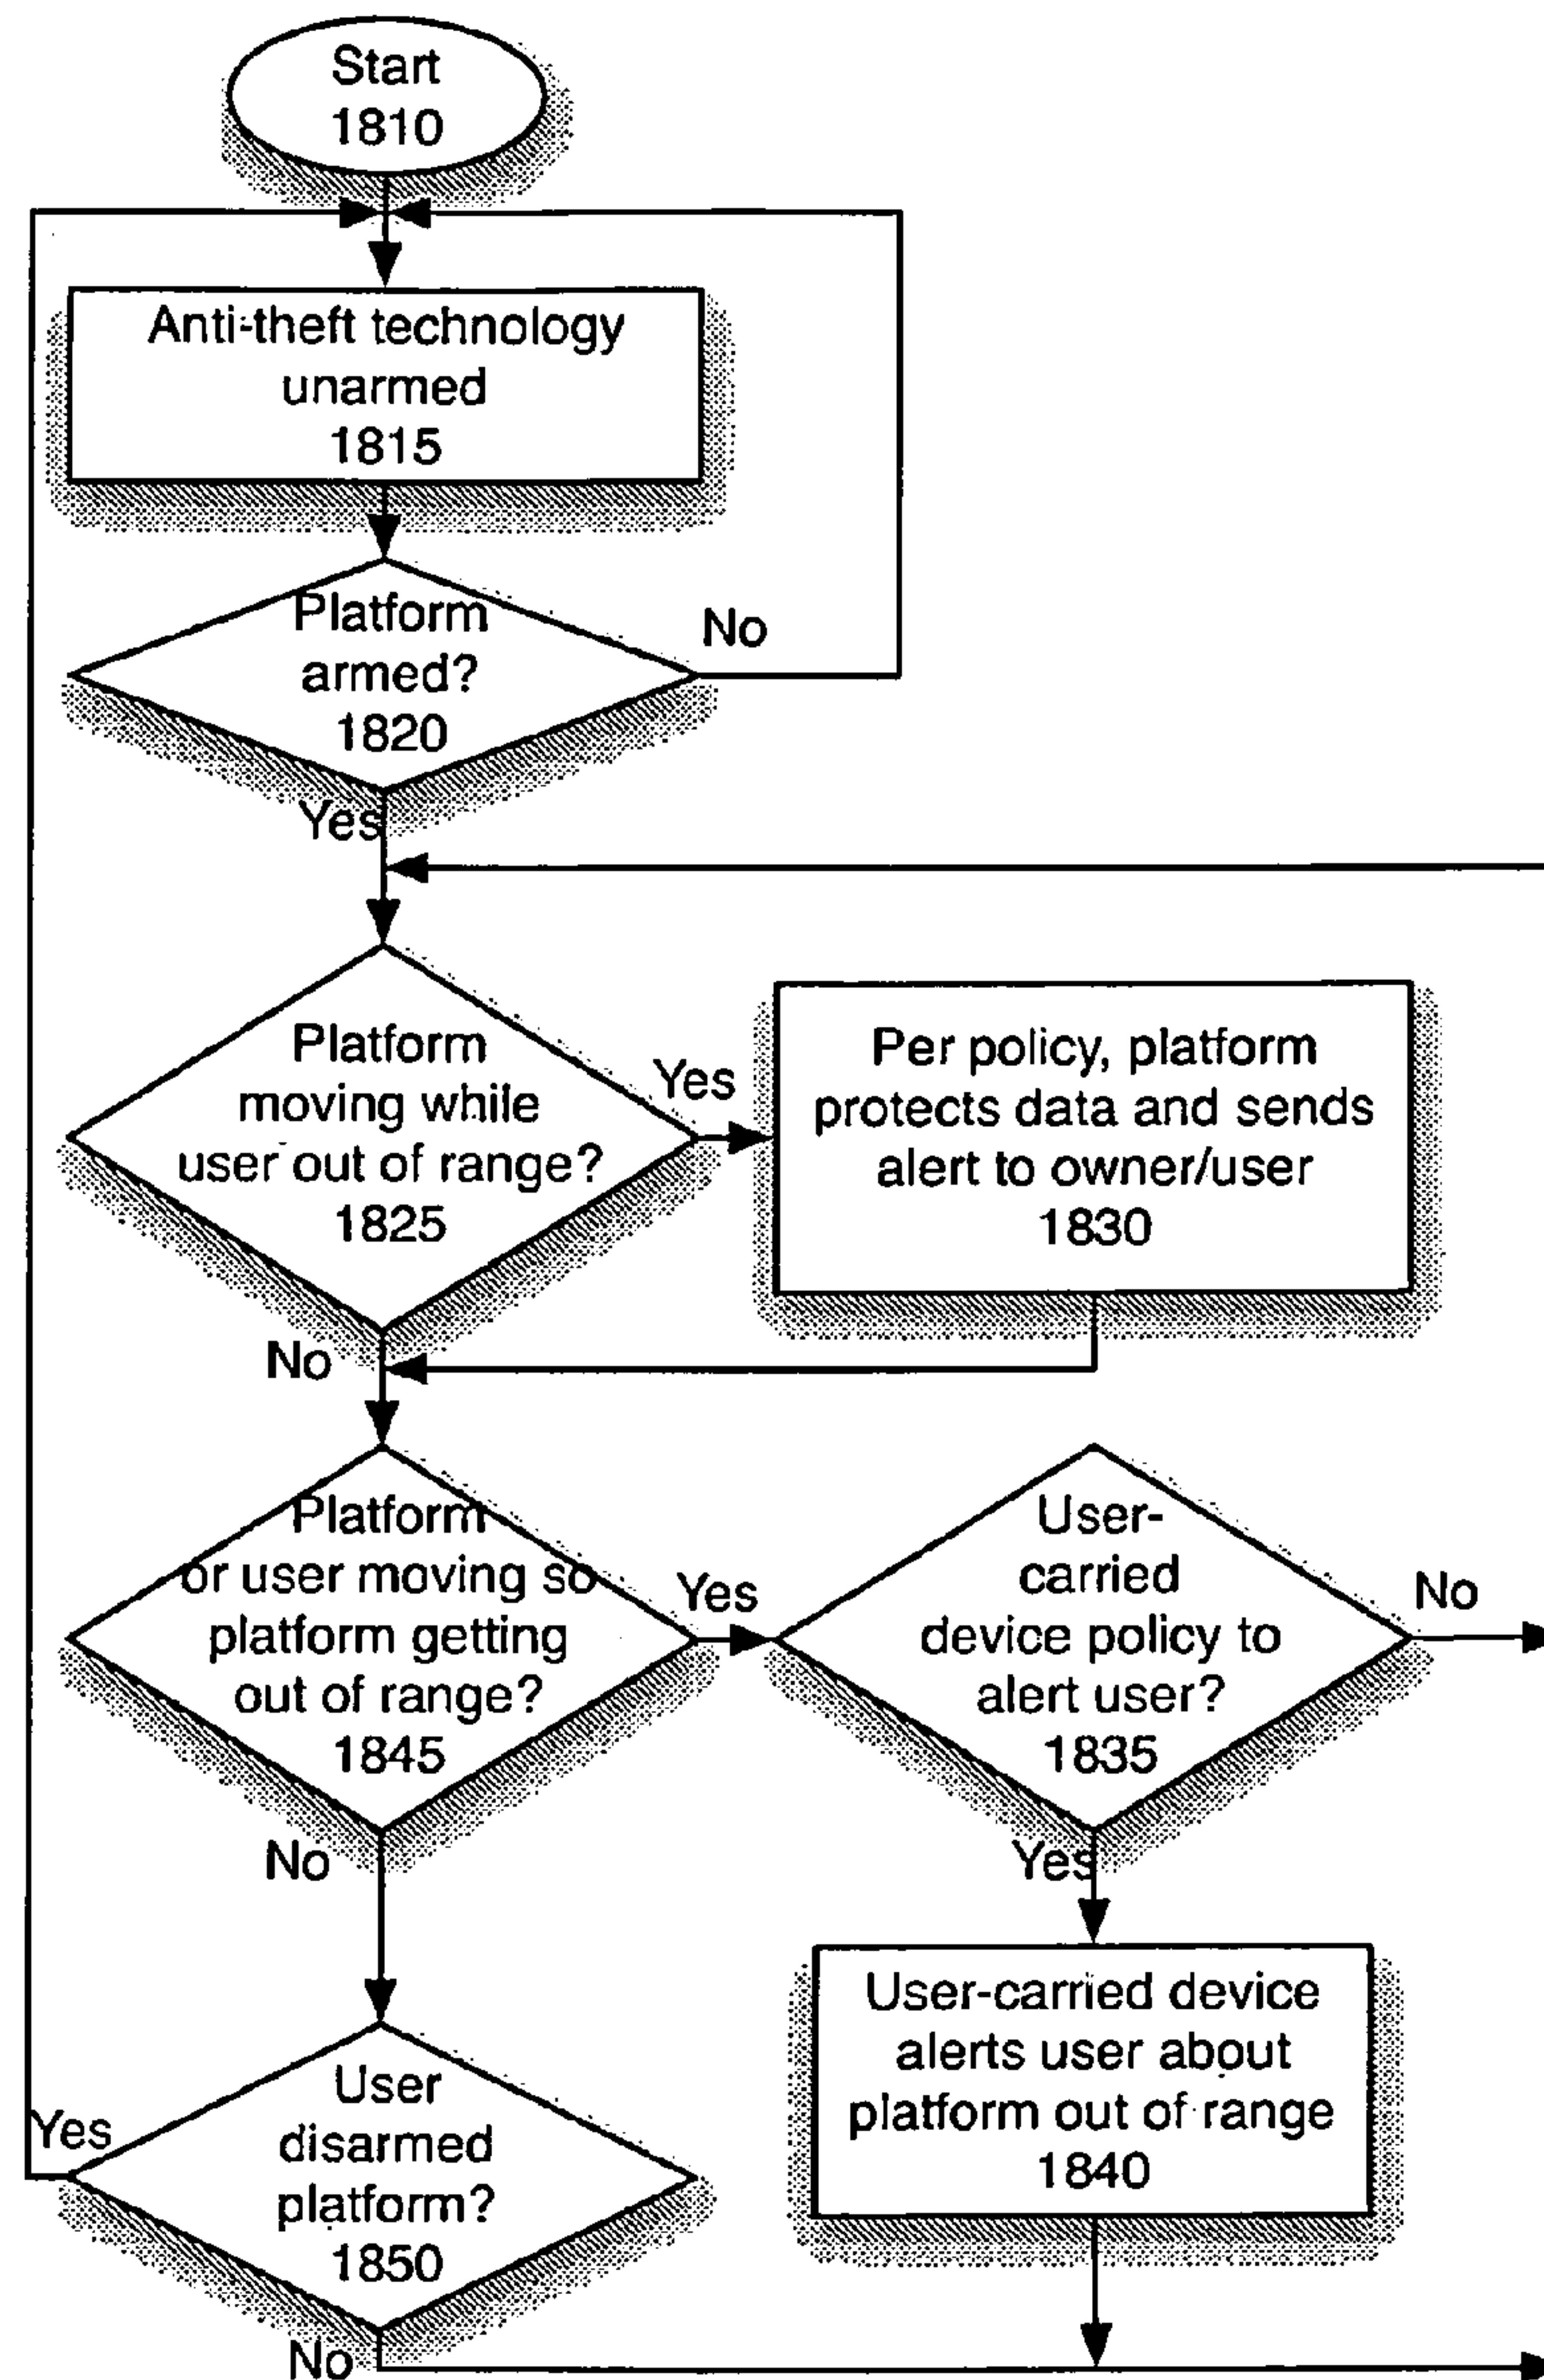 Start
1810
Anti-theft technology
unarmed
1815
Platform
armed?
1820
No
Yes
Platform
moving while
user out of range?
1825
Yes
Per policy, platform
protects data and sends
alert to owner/user
1830
No
Platform
or user moving so
platform getting
out of range?
1845
Yes
User-
carried
device policy to
alert user?
1835
No
No
Yes
User-carried device
alerts user about
platform out of range
1840
User
disarmed
platform?
1850
Yes
No